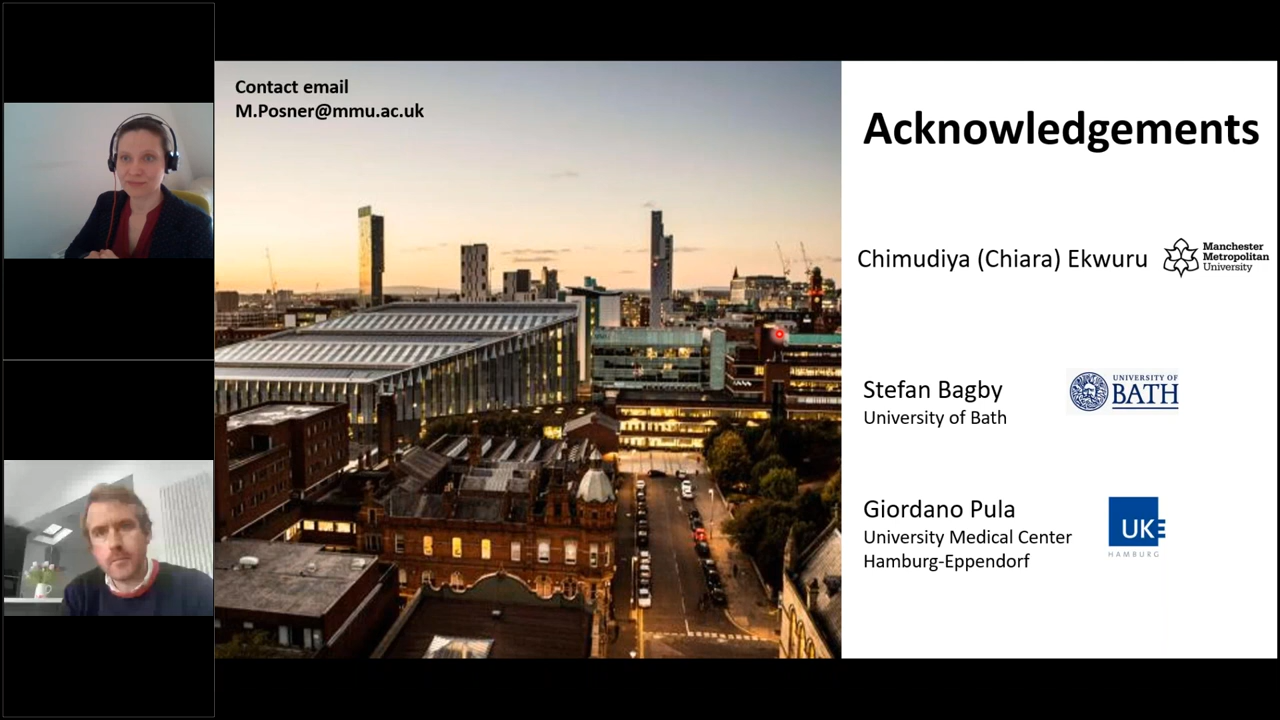 Contact email
M.Posner@mmu.ac.uk
Acknowledgements
Chimudiya (Chiara) Ekwuru
Manchester
Metropolitan
University
Stefan Bagby
University of Bath
UNIVERSITY OF
BATH
Giordano Pula
University Medical Center
Hamburg-Eppendorf
UKE
HAMBURG